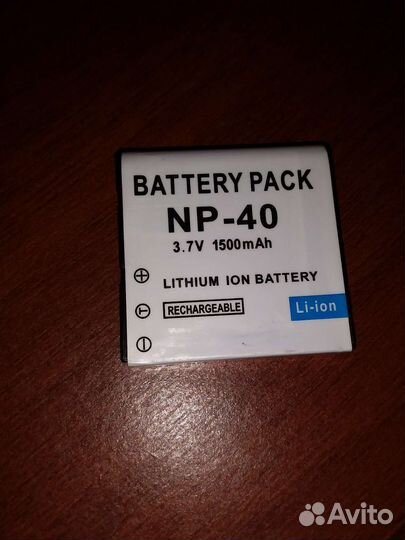 BATTERY PACK
NP-40
3.7V 1500mAh
+
LITHIUM ION BATTERY
T
RECHARGEABLE
Li-ion
−
Avito